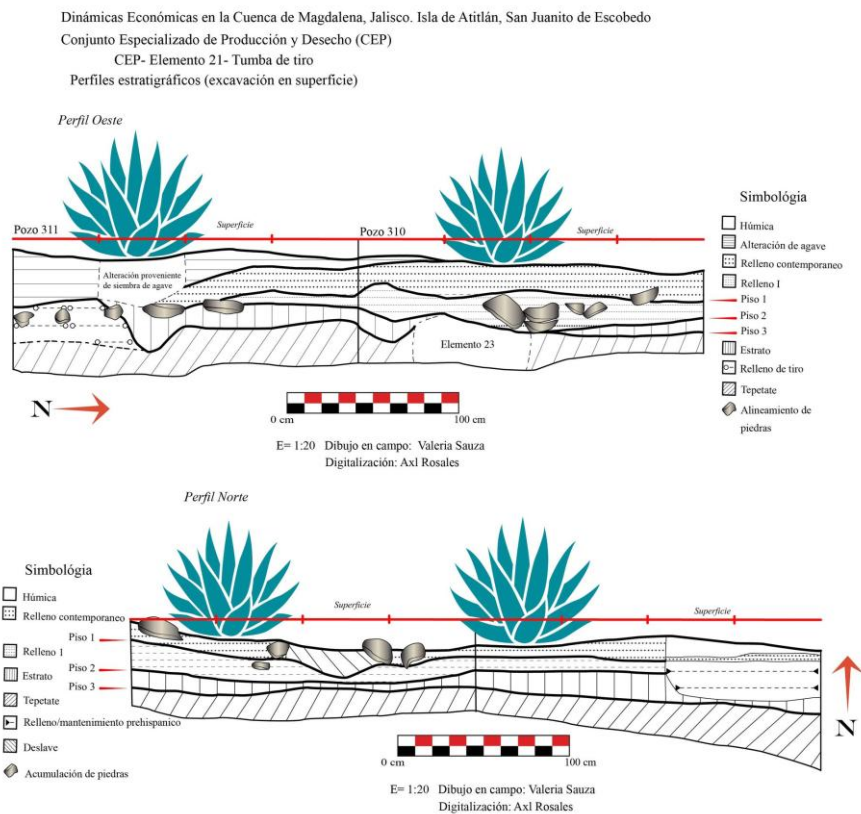 Dinámicas Económicas en la Cuenca de Magdalena, Jalisco. Isla de Atitlán, San Juanito de Escobedo
Conjunto Especializado de Producción y Desecho (CEP)
CEP- Elemento 21- Tumba de tiro
Perfiles estratigráficos (excavación en superficie)
Perfil Oeste
Pozo 311
Superficie
Pozo 310
Superficie
Alteración proveniente
de siembra de agave
Elemento 23
Simbológia
Húmica
Alteración de agave
Relleno contemporaneo
Relleno I
Piso 1
Piso 2
Piso 3
Estrato
Relleno de tiro
Tepetate
Alineamiento de
piedras
N
0 cm
100 cm
E= 1:20 Dibujo en campo: Valeria Sauza
Digitalización: Axl Rosales
Perfil Norte
Simbológia
Húmica
Relleno contemporaneo
Relleno 1
Estrato
Tepetate
Relleno/mantenimiento prehispanico
Deslave
Acumulación de piedras
Piso 1
Piso 2
Piso 3
Superficie
Superficie
N
0 cm
100 cm
E= 1:20 Dibujo en campo: Valeria Sauza
Digitalización: Axl Rosales